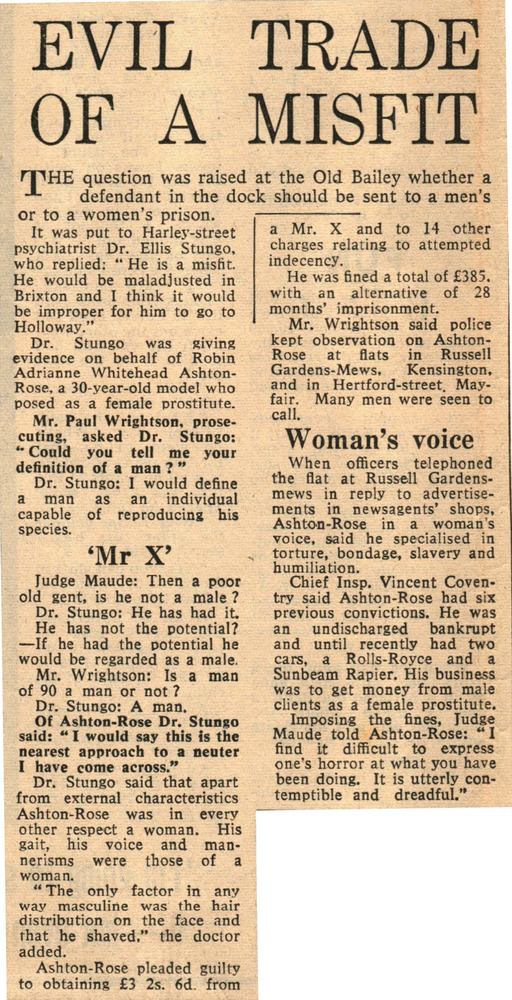 EVIL TRADE
OF A MISFIT
THE question was raised at the Old Bailey whether a
defendant in the dock should be sent to a men's
or to a women's prison.
It was put to Harley-street
psychiatrist Dr. Ellis Stungo,
who replied: "He is a misfit.
He would be maladjusted in
Brixton and I think it would
be improper for him to go to
Holloway."
Dr. Stungo was giving
evidence on behalf of Robin
Adrianne Whitehead Ashton-
Rose, a 30-year-old model who
posed as a female prostitute.
Mr. Paul Wrightson, prose-
cuting, asked Dr. Stungo:
"Could you tell me your
definition of a man?"
Dr. Stungo: I would define
a man as an individual
capable of reproducing his
species.
'Mr X'
Judge Maude: Then a poor
old gent, is he not a male?
Dr. Stungo: He has had it.
He has not the potential?
—If he had the potential he
would be regarded as a male.
Mr. Wrightson: Is a man
of 90 a man or not?
Dr. Stungo: A man.
Of Ashton-Rose Dr. Stungo
said: "I would say this is the
nearest approach to a neuter
I have come across."
Dr. Stungo said that apart
from external characteristics
Ashton-Rose was in every
other respect a woman. His
gait, his voice and man-
nerisms were those of a
woman.
"The only factor in any
way masculine was the hair
distribution on the face and
that he shaved," the doctor
added.
Ashton-Rose pleaded guilty
to obtaining £3 2s. 6d. from
a Mr. X and to 14 other
charges relating to attempted
indecency.
He was fined a total of £385,
with an alternative of 28
months' imprisonment.
Mr. Wrightson said police
kept observation on Ashton-
Rose at flats in Russell
Gardens-Mews, Kensington,
and in Hertford-street, May-
fair. Many men were seen to
call.
Woman's voice
When officers telephoned
the flat at Russell Gardens-
mews in reply to advertise-
ments in newsagents' shops,
Ashton-Rose in a woman's
voice, said he specialised in
torture, bondage, slavery and
humiliation.
Chief Insp. Vincent Coven-
try said Ashton-Rose had six
previous convictions. He was
an undischarged bankrupt
and until recently had two
cars, a Rolls-Royce and a
Sunbeam Rapier. His business
was to get money from male
clients as a female prostitute.
Imposing the fines, Judge
Maude told Ashton-Rose: "I
find it difficult to express
one's horror at what you have
been doing. It is utterly con-
temptible and dreadful."